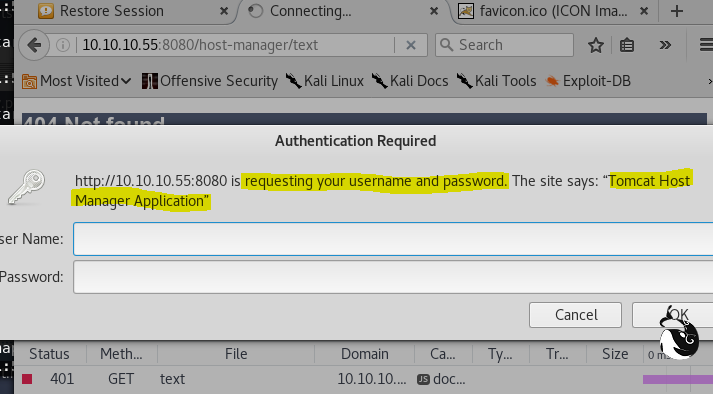 Restore Session
Connecting...
favicon.ico (ICON Ima...
10.10.10.55:8080/host-manager/text
Search
Most Visited
Offensive Security
Kali Linux
Kali Docs
Kali Tools
Exploit-DB
404 Not found
Authentication Required
http://10.10.10.55:8080 is requesting your username and password. The site says: “Tomcat Host
Manager Application”
ser Name:
Password:
Cancel
OK
Status Meth... File Domain Ca... Ty... Tr... Size 0 ms
401 GET text 10.10.10.... JS doc...